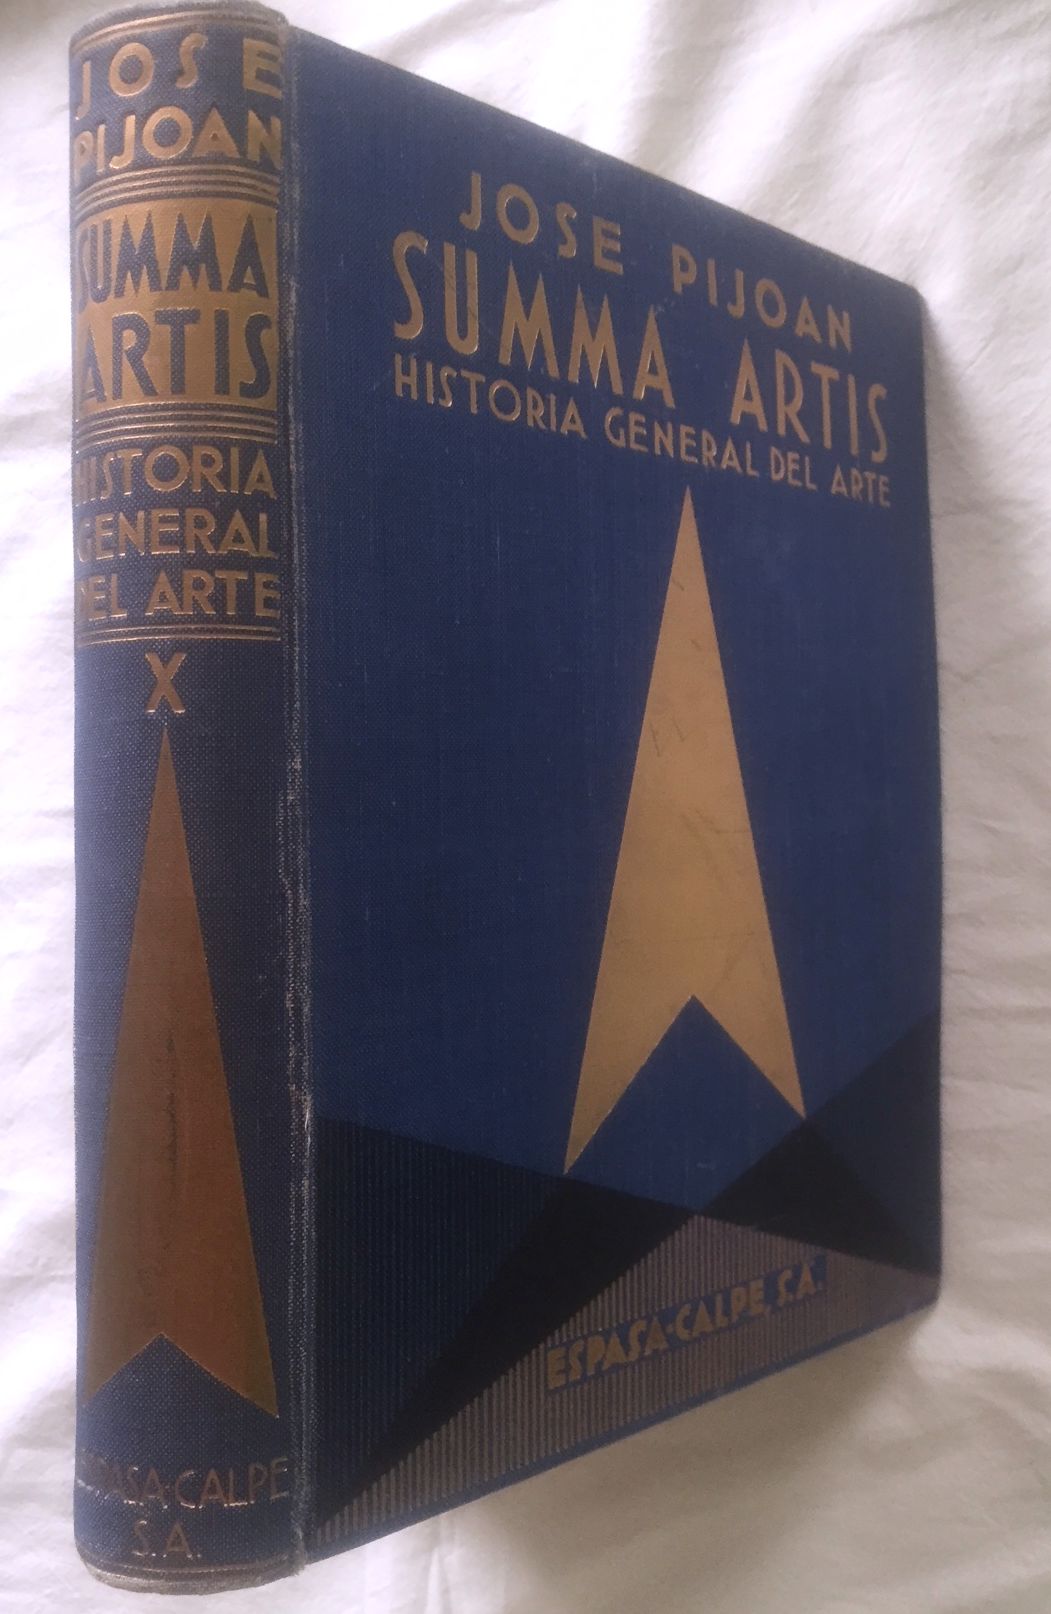 JOSE
PIJOAN
SUMMA
ARTIS
HISTORIA
GENERAL
DEL ARTE
X
ESPASA-CALPE
S.A.
JOSE PIJOAN
SUMMA ARTIS
HISTORIA GENERAL DEL ARTE
ESPASA-CALPE, S.A.